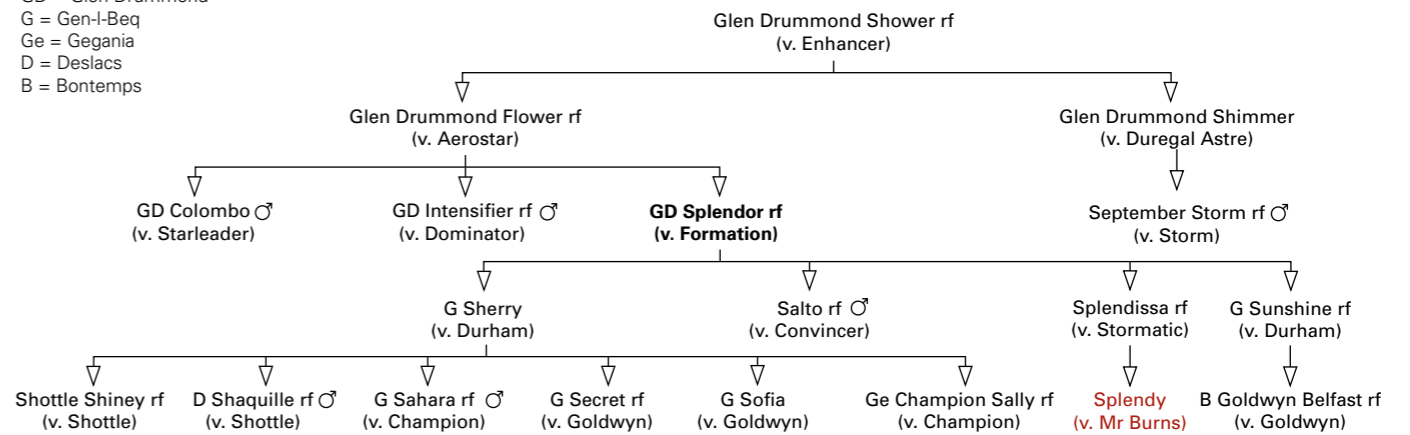 G = Gen-I-Beq
Ge = Gegania
D = Deslacs
B = Bontemps
Glen Drummond Shower rf
(v. Enhancer)
Glen Drummond Flower rf
(v. Aerostar)
Glen Drummond Shimmer
(v. Duregal Astre)
GD Colombo ♂
(v. Starleader)
GD Intensifier rf ♂
(v. Dominator)
GD Splendor rf
(v. Formation)
September Storm rf ♂
(v. Storm)
G Sherry
(v. Durham)
Salto rf ♂
(v. Convincer)
Splendissa rf
(v. Stormatic)
G Sunshine rf
(v. Durham)
Shottle Shiney rf
(v. Shottle)
D Shaquille rf ♂
(v. Shottle)
G Sahara rf ♂
(v. Champion)
G Secret rf
(v. Goldwyn)
G Sofia
(v. Goldwyn)
Ge Champion Sally rf
(v. Champion)
Splendy
(v. Mr Burns)
B Goldwyn Belfast rf
(v. Goldwyn)